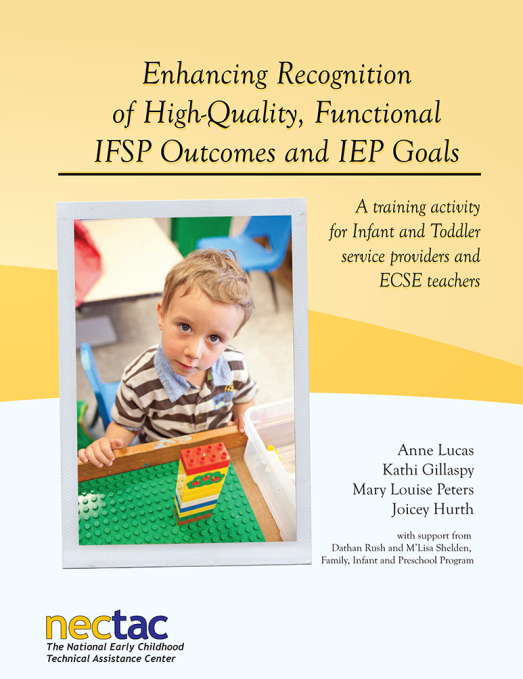 Enhancing Recognition
of High-Quality, Functional
IFSP Outcomes and IEP Goals
A training activity
for Infant and Toddler
service providers and
ECSE teachers
Anne Lucas
Kathi Gillaspy
Mary Louise Peters
Joicey Hurth
with support from
Dathan Rush and M'Lisa Shelden,
Family, Infant and Preschool Program
nectac
The National Early Childhood
Technical Assistance Center